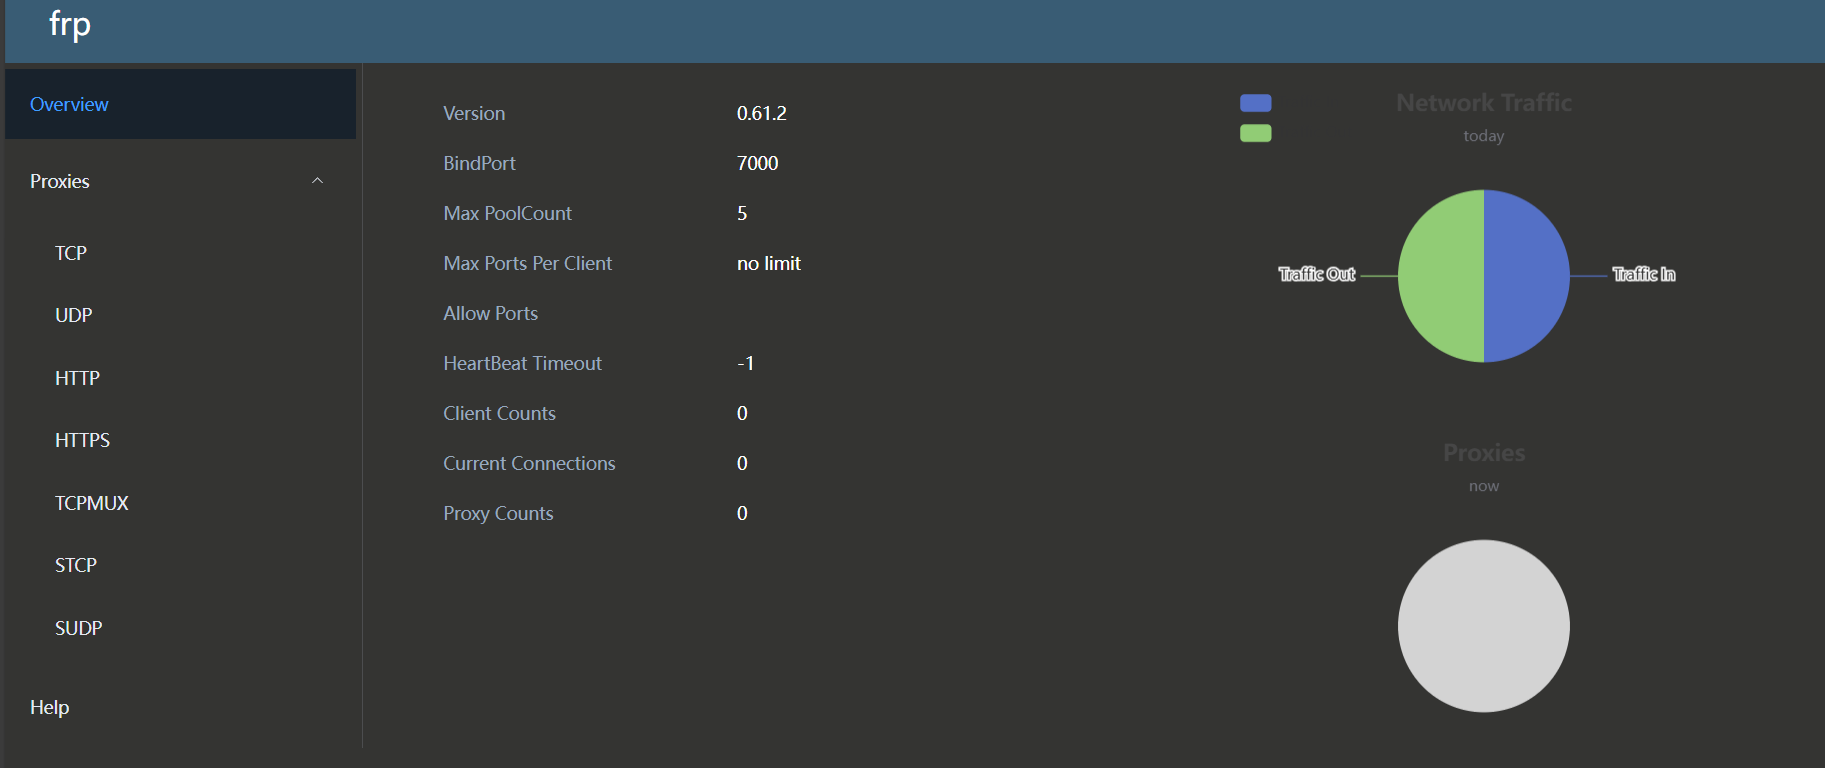 frp
Overview
Proxies
TCP
UDP
HTTP
HTTPS
TCPMUX
STCP
SUDP
Help
Version 0.61.2
BindPort 7000
Max PoolCount 5
Max Ports Per Client no limit
Allow Ports
HeartBeat Timeout -1
Client Counts 0
Current Connections 0
Proxy Counts 0
Network Traffic
today
Traffic Out Traffic In
Proxies
now